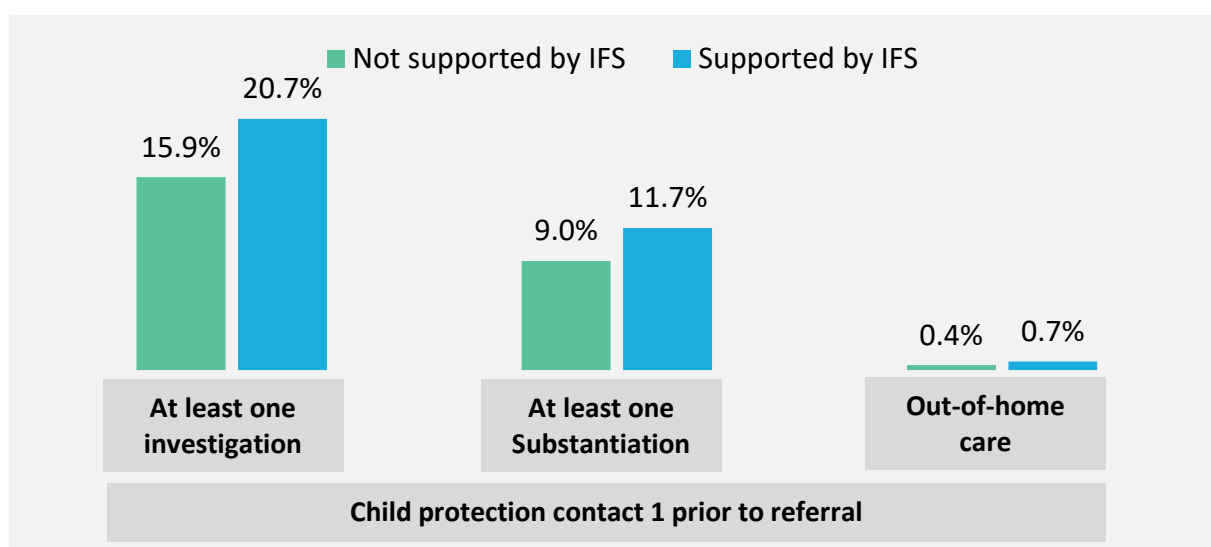 Not supported by IFS Supported by IFS
20.7%
15.9%
11.7%
9.0%
0.4% 0.7%
At least one
investigation
At least one
Substantiation
Out-of-home
care
Child protection contact 1 prior to referral